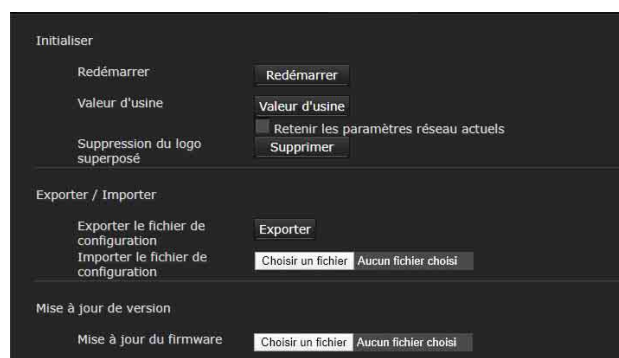 Initialiser
Redémarrer Redémarrer
Valeur d'usine Valeur d'usine
Retenir les paramètres réseau actuels
Suppression du logo superposé Supprimer
Exporter / Importer
Exporter le fichier de configuration Exporter
Importer le fichier de configuration Choisir un fichier Aucun fichier choisi
Mise à jour de version
Mise à jour du firmware Choisir un fichier Aucun fichier choisi